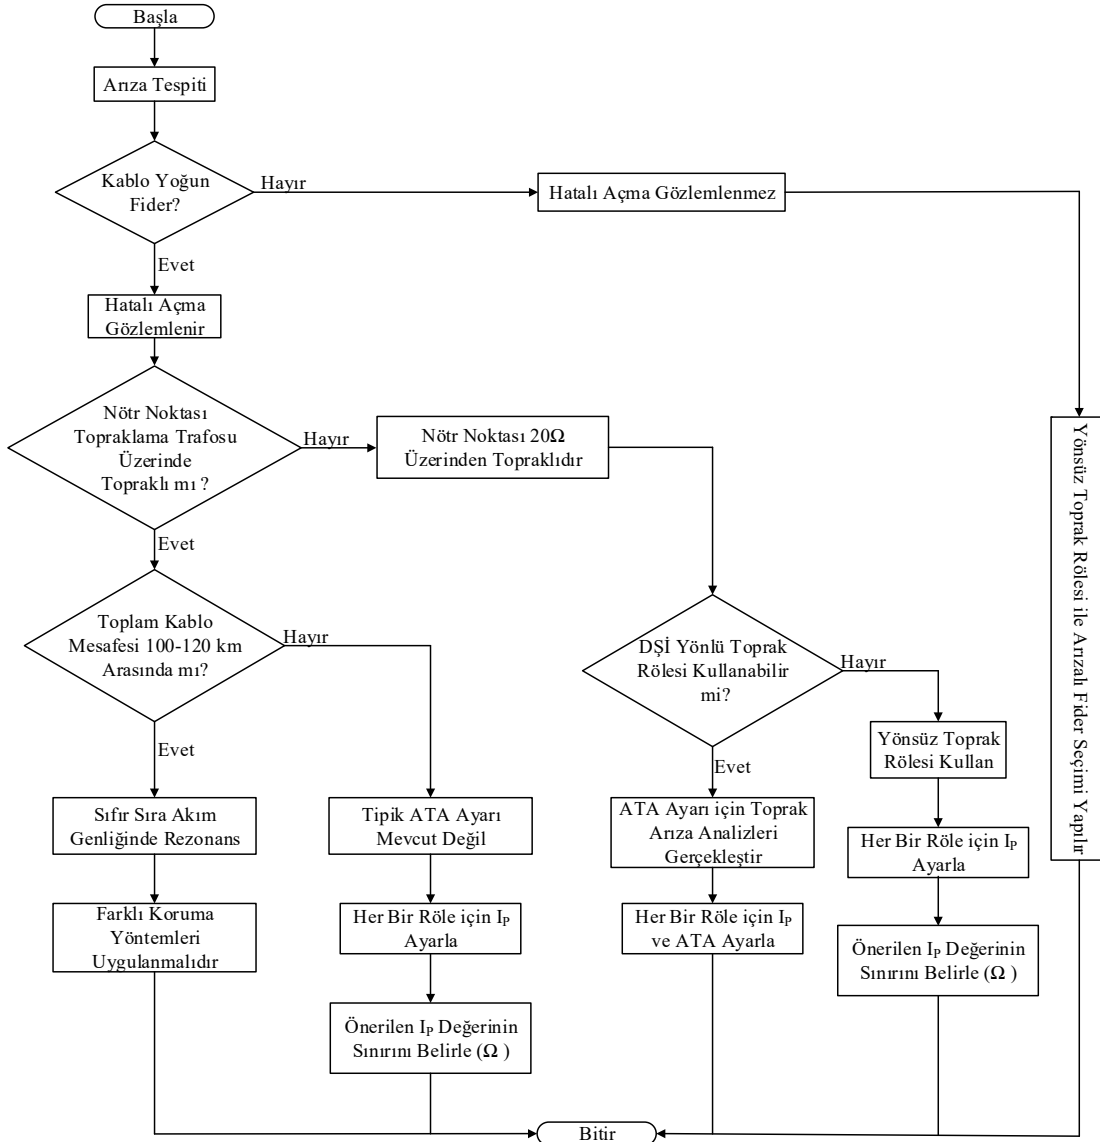 Başla
Arıza Tespiti
Kablo Yoğun
Fider?
Hayır
Hatalı Açma Gözlemlenmez
Evet
Hatalı Açma
Gözlemlenir
Nötr Noktası
Topraklama Trafosu
Üzerinde
Topraklı mı ?
Hayır
Nötr Noktası 20Ω
Üzerinden Topraklıdır
Evet
Toplam Kablo
Mesafesi 100-120 km
Arasında mı?
Hayır
Evet
DŞİ Yönlü Toprak
Rölesi Kullanabilir
mi?
Hayır
Evet
Yönsüz Toprak
Rölesi Kullan
Yönsüz Toprak Rölesi ile Arızalı Fider Seçimi Yapılır
Sıfır Sıra Akım
Genliğinde Rezonans
Tipik ATA Ayarı
Mevcut Değil
ATA Ayarı için Toprak
Arıza Analizleri
Gerçekleştir
Her Bir Röle için IP
Ayarla
Farklı Koruma
Yöntemleri
Uygulanmalıdır
Her Bir Röle için IP
Ayarla
Her Bir Röle için IP
ve ATA Ayarla
Önerilen IP Değerinin
Sınırını Belirle (Ω )
Önerilen IP Değerinin
Sınırını Belirle (Ω )
Bitir